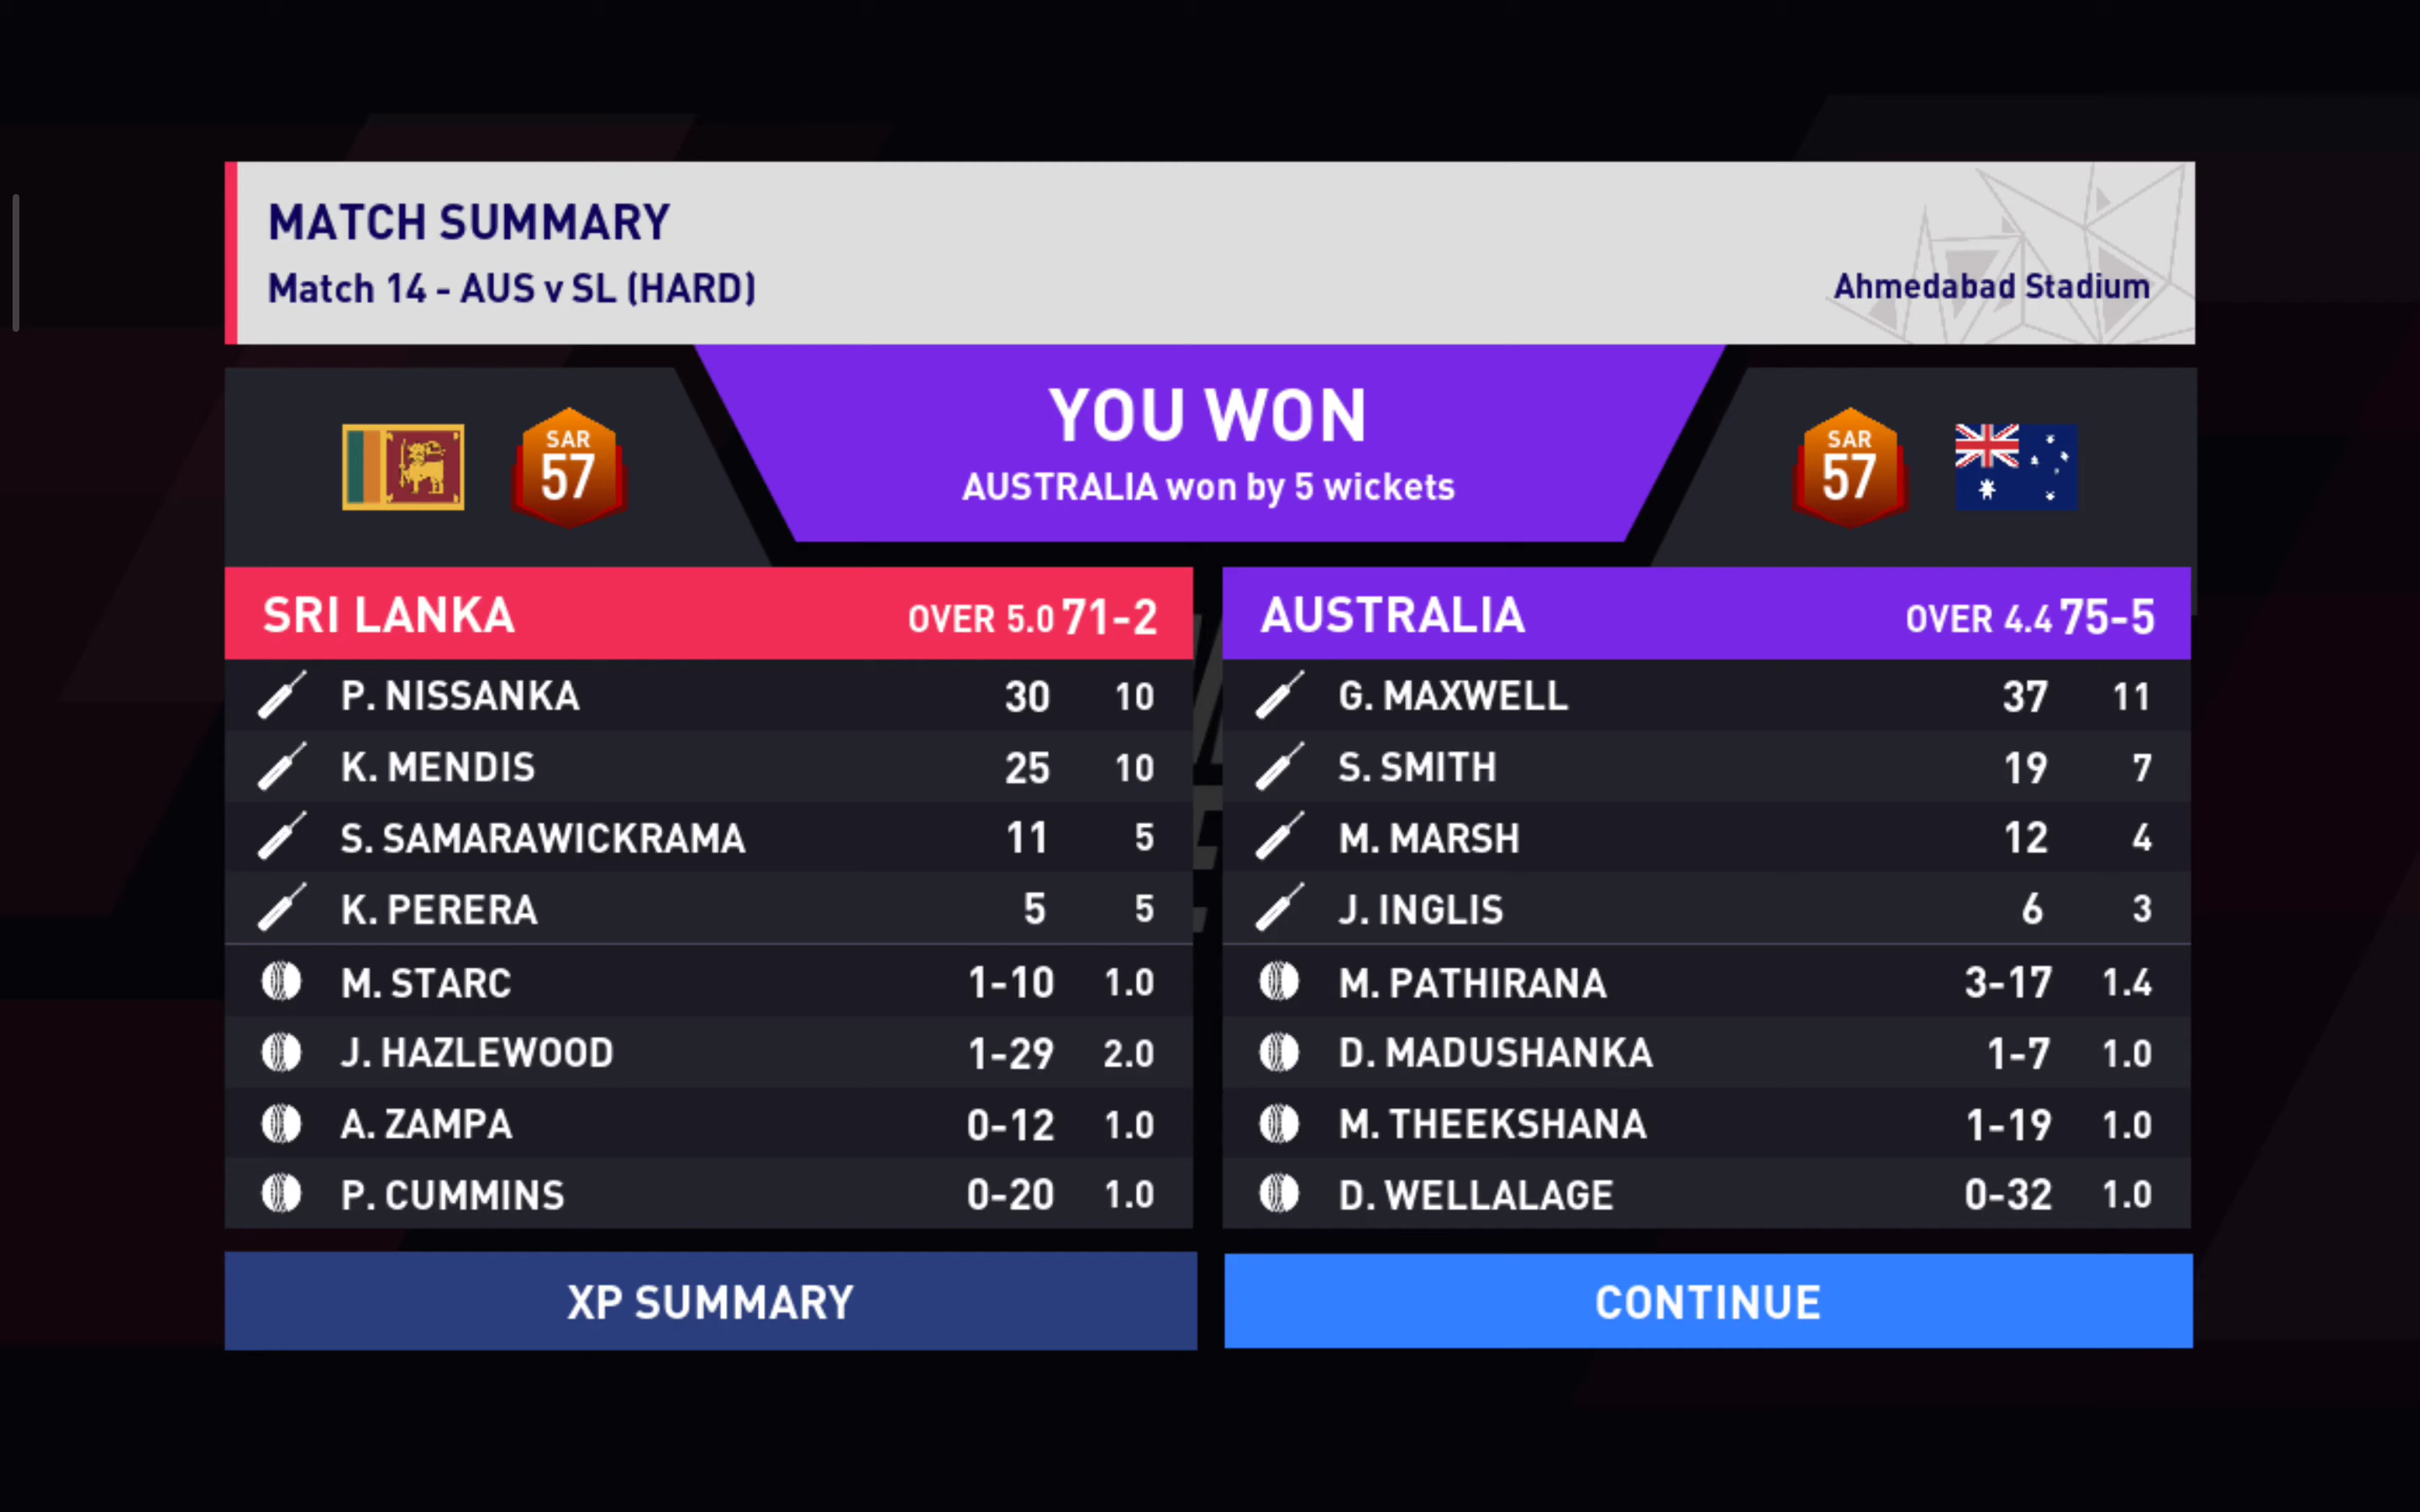 MATCH SUMMARY
Match 14 - AUS v SL (HARD)
Ahmedabad Stadium
SAR
57
YOU WON
AUSTRALIA won by 5 wickets
SAR
57
SRI LANKA OVER 5.0 71-2
P. NISSANKA 30 10
K. MENDIS 25 10
S. SAMARAWICKRAMA 11 5
K. PERERA 5 5
M. STARC 1-10 1.0
J. HAZLEWOOD 1-29 2.0
A. ZAMPA 0-12 1.0
P. CUMMINS 0-20 1.0
AUSTRALIA OVER 4.4 75-5
G. MAXWELL 37 11
S. SMITH 19 7
M. MARSH 12 4
J. INGLIS 6 3
M. PATHIRANA 3-17 1.4
D. MADUSHANKA 1-7 1.0
M. THEEKSHANA 1-19 1.0
D. WELLALAGE 0-32 1.0
XP SUMMARY
CONTINUE